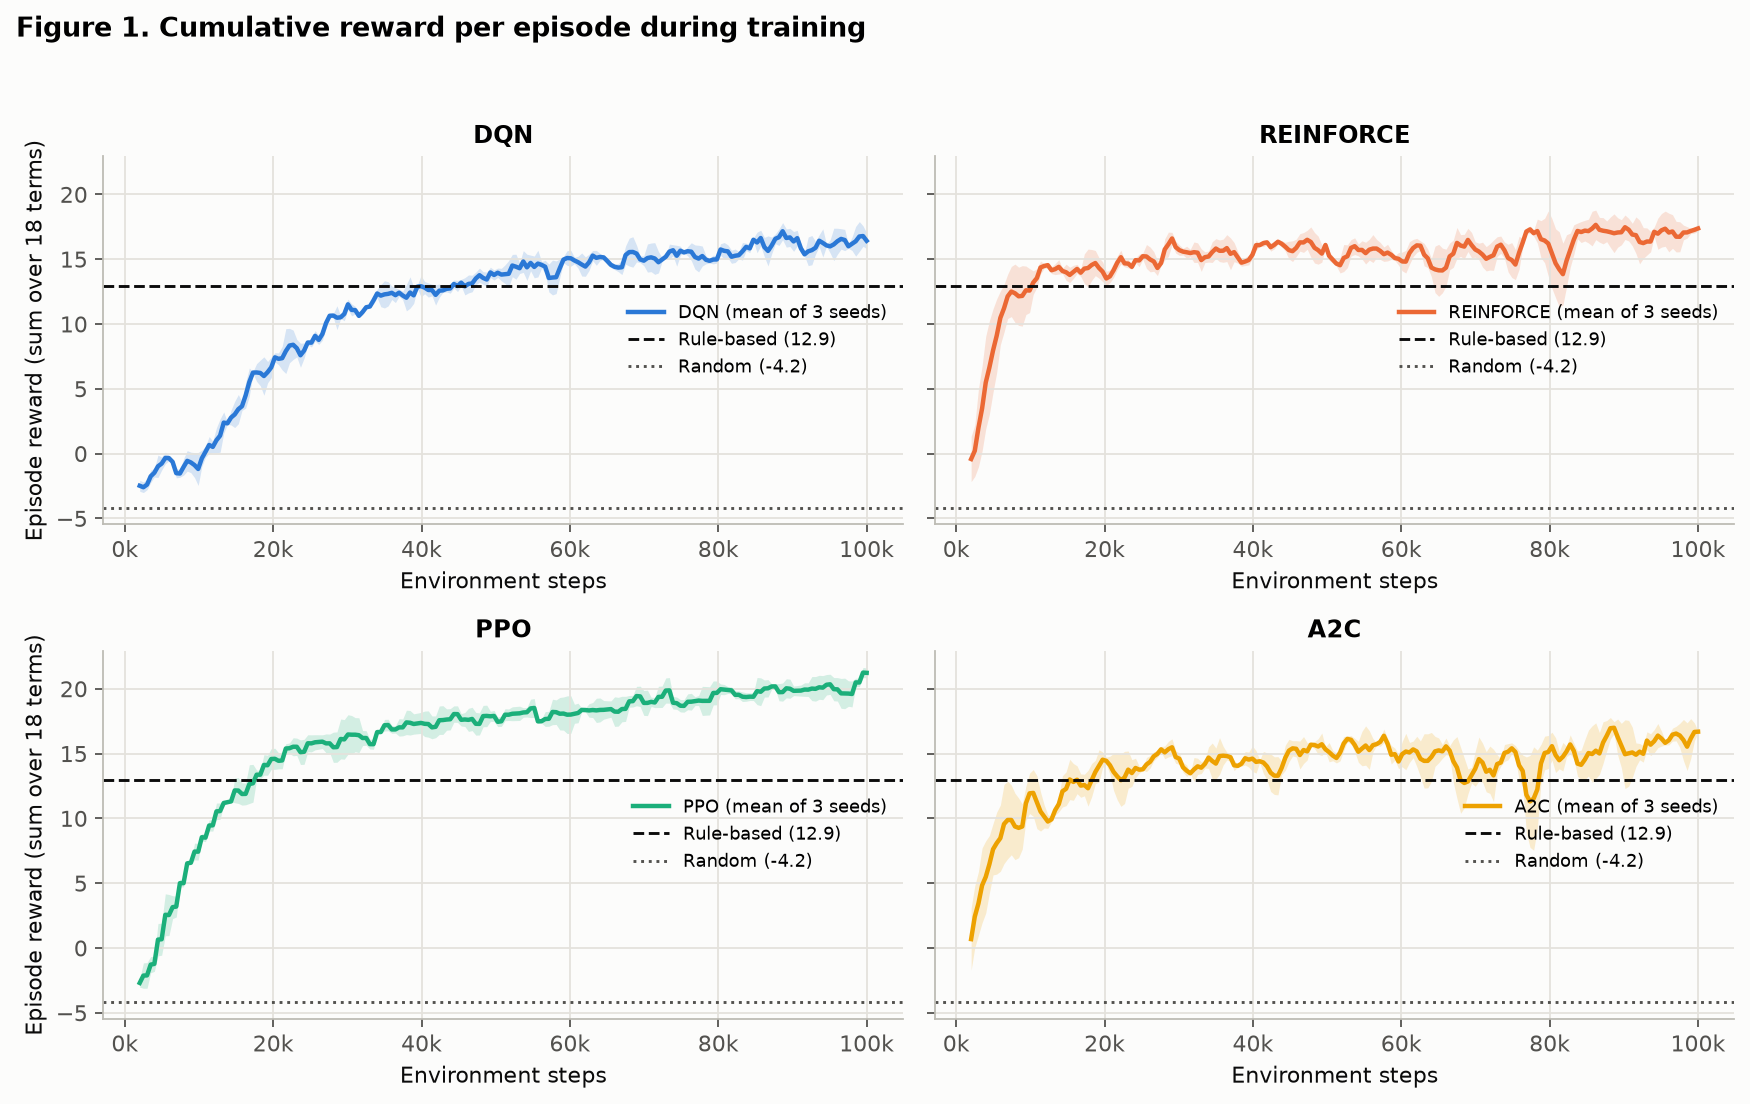 Figure 1. Cumulative reward per episode during training
DQN
Episode reward (sum over 18 terms)
20
15
10
5
0
−5
DQN (mean of 3 seeds)
Rule-based (12.9)
Random (-4.2)
0k 20k 40k 60k 80k 100k
Environment steps
REINFORCE
REINFORCE (mean of 3 seeds)
Rule-based (12.9)
Random (-4.2)
0k 20k 40k 60k 80k 100k
Environment steps
PPO
Episode reward (sum over 18 terms)
20
15
10
5
0
−5
PPO (mean of 3 seeds)
Rule-based (12.9)
Random (-4.2)
0k 20k 40k 60k 80k 100k
Environment steps
A2C
A2C (mean of 3 seeds)
Rule-based (12.9)
Random (-4.2)
0k 20k 40k 60k 80k 100k
Environment steps